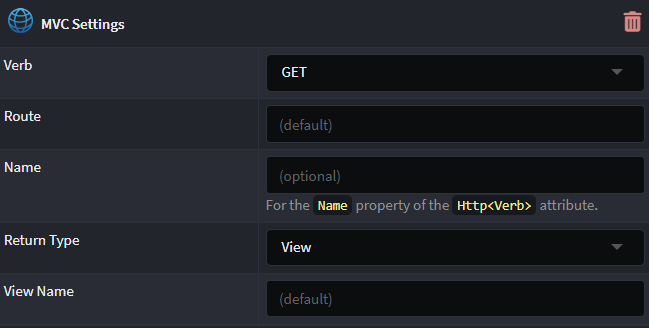 MVC Settings
Verb
GET
Route
(default)
Name
(optional)
For the Name property of the Http<Verb> attribute.
Return Type
View
View Name
(default)